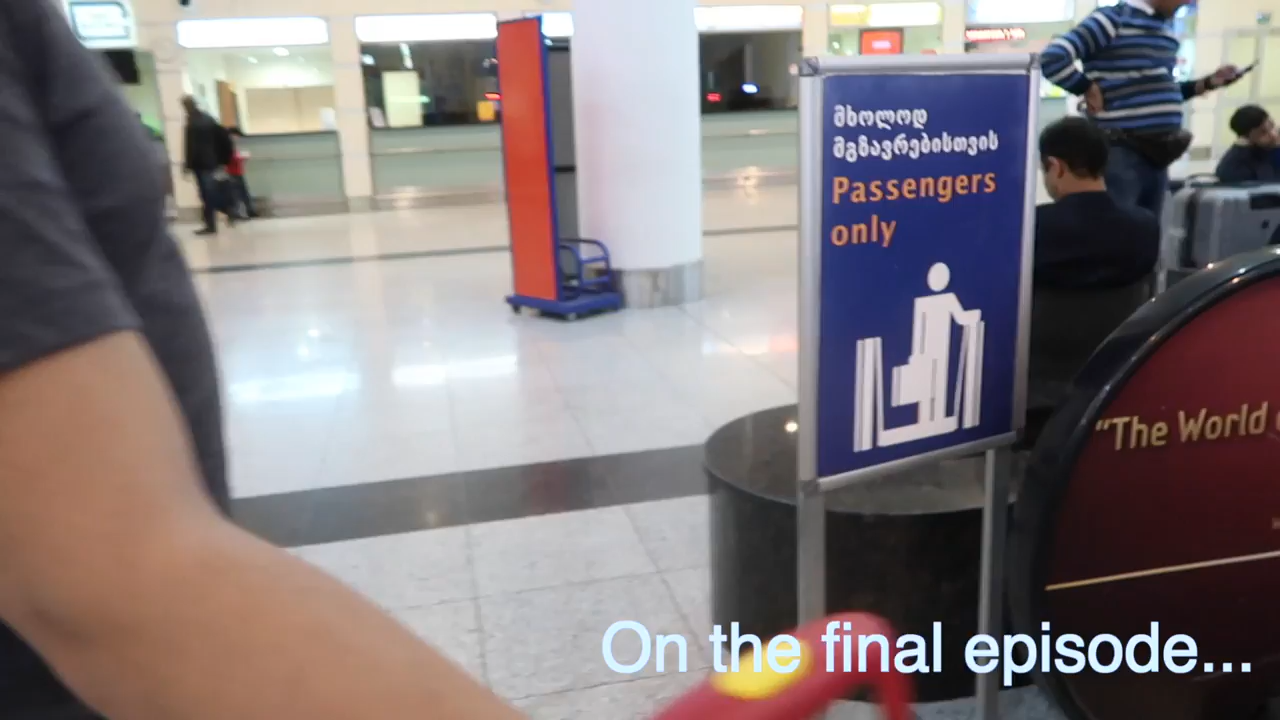 მხოლოდ
მგზავრებისთვის
Passengers
only
“The World
On the final episode...